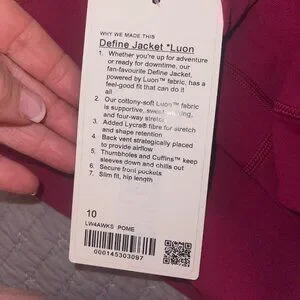 WHY WE MADE THIS
Define Jacket *Luon
1. Whether you're up for adventure
or ready for downtime, our
fan-favourite Define Jacket,
powered by Luon™ fabric, has a
feel-good fit that can do it
all
2. Our cottony-soft Luon™ fabric
is supportive, sweat-wicking,
and four-way stretch
3. Added Lycra® fibre for stretch
and shape retention
4. Back vent strategically placed
to provide airflow
5. Thumbholes and Cuffins™ keep
sleeves down and chills out
6. Secure front pockets
7. Slim fit, hip length
10
LW4AWKS POME
000145303097